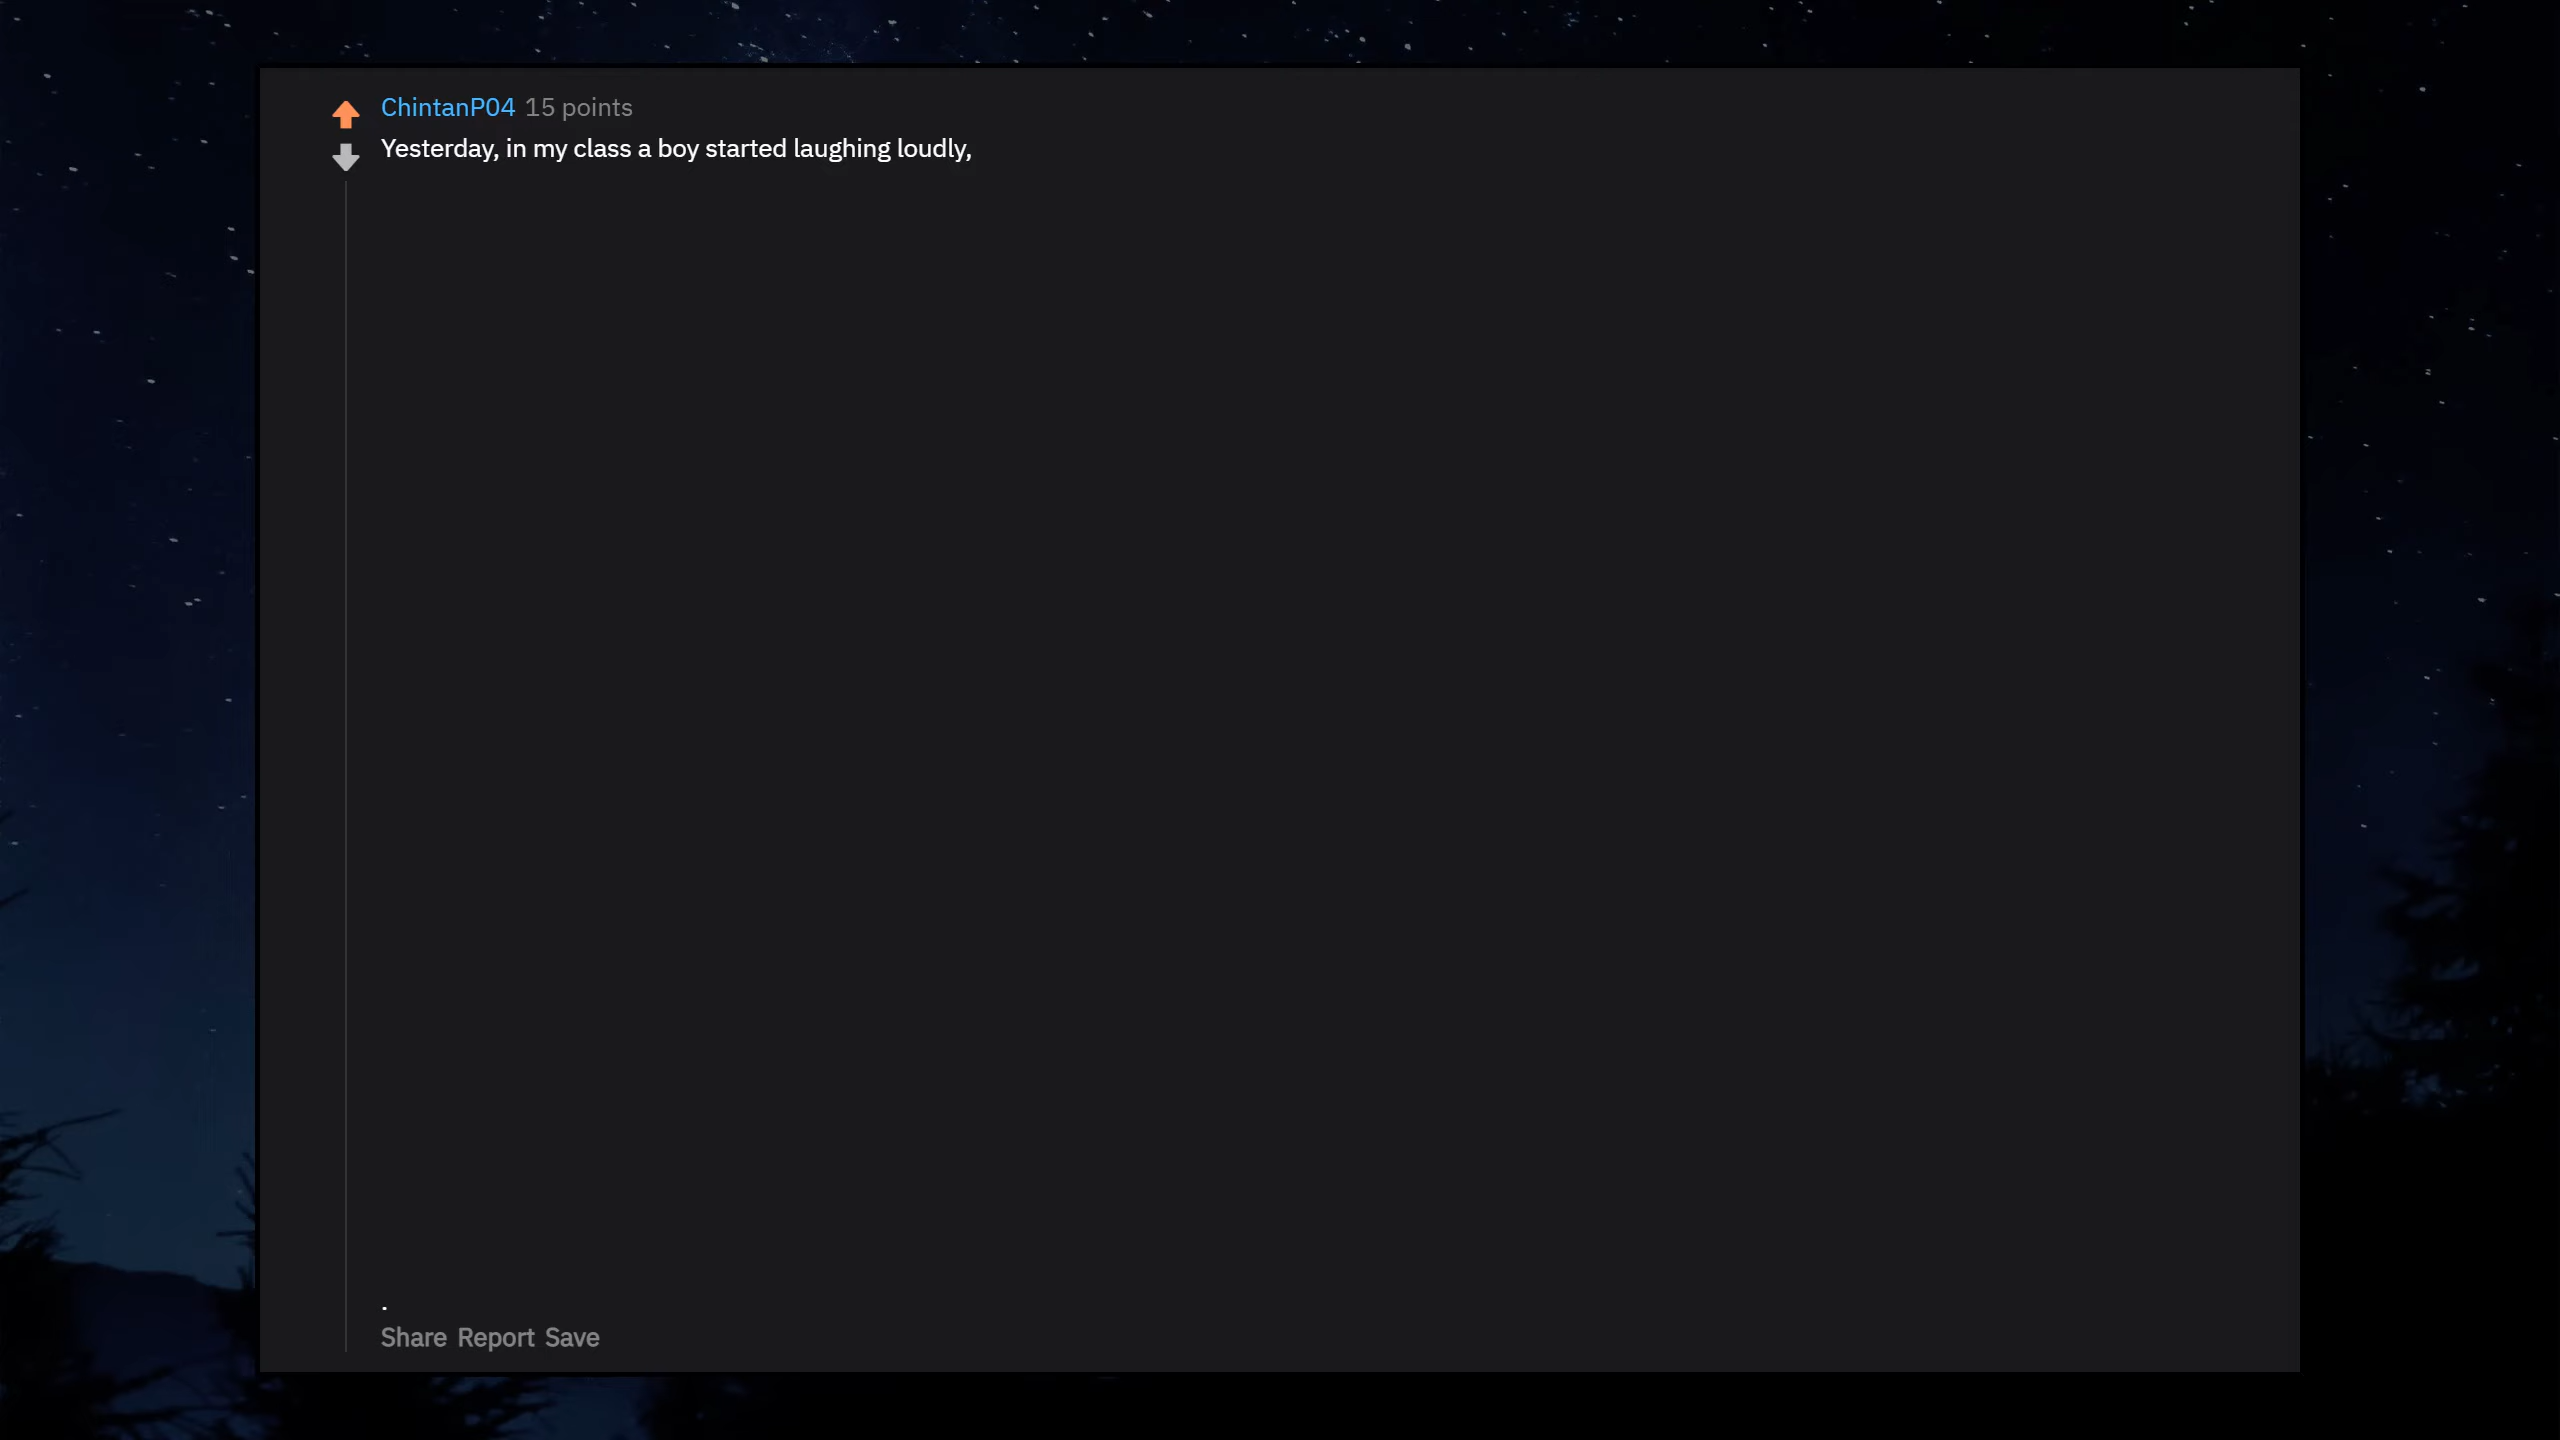 ChintanP04 15 points
Yesterday, in my class a boy started laughing loudly,
.
Share Report Save